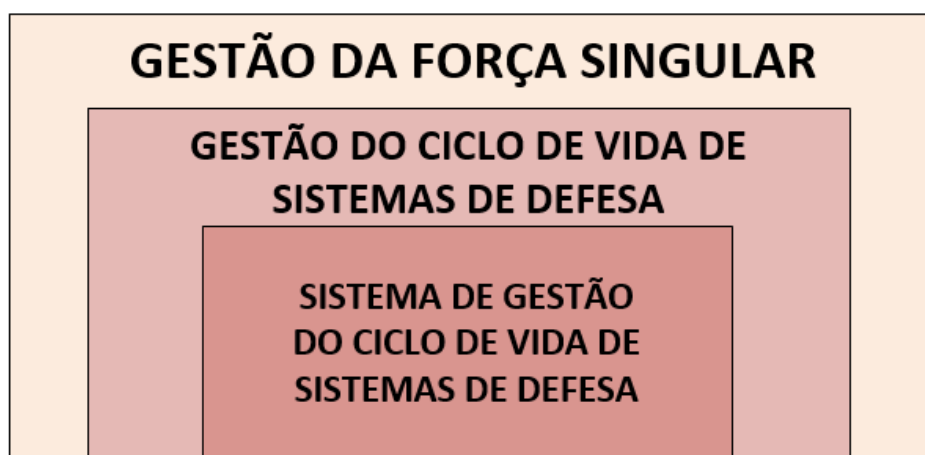 GESTÃO DA FORÇA SINGULAR
GESTÃO DO CICLO DE VIDA DE
SISTEMAS DE DEFESA
SISTEMA DE GESTÃO
DO CICLO DE VIDA DE
SISTEMAS DE DEFESA